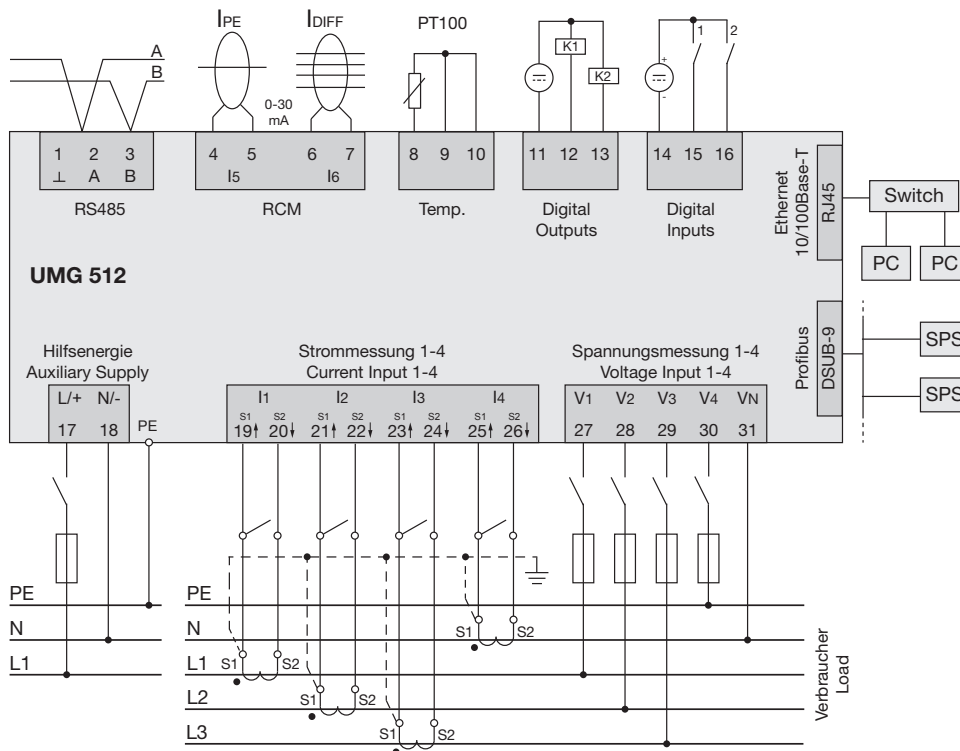 IPE
IDIFF
PT100
0-30
mA
A
B
K1
K2
+
-
1
2
1 2 3
⊥ A B
RS485
4 5 6 7
I5 I6
RCM
8 9 10
Temp.
11 12 13
Digital
Outputs
14 15 16
Digital
Inputs
Ethernet
10/100Base-T
RJ45
Switch
PC
PC
UMG 512
Profibus
DSUB-9
SPS
SPS
Hilfsenergie
Auxiliary Supply
L/+ N/-
17 18
PE
Strommessung 1-4
Current Input 1-4
I1 I2 I3 I4
S1 S2 S1 S2 S1 S2 S1 S2
19 20 21 22 23 24 25 26
Spannungsmessung 1-4
Voltage Input 1-4
V1 V2 V3 V4 VN
27 28 29 30 31
PE
N
L1
PE
N
L1
L2
L3
S1 S2
S1 S2
S1 S2
S1 S2
Verbraucher
Load